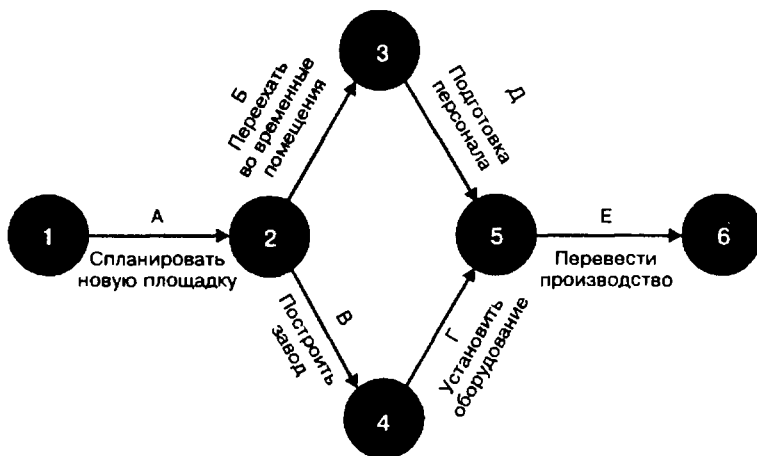 3
Б
Переехать
во временные
помещения
Д
Подготовка
персонала
1
А
Спланировать
новую площадку
2
5
Е
Перевести
производство
6
В
Построить
завод
Г
Установить
оборудование
4